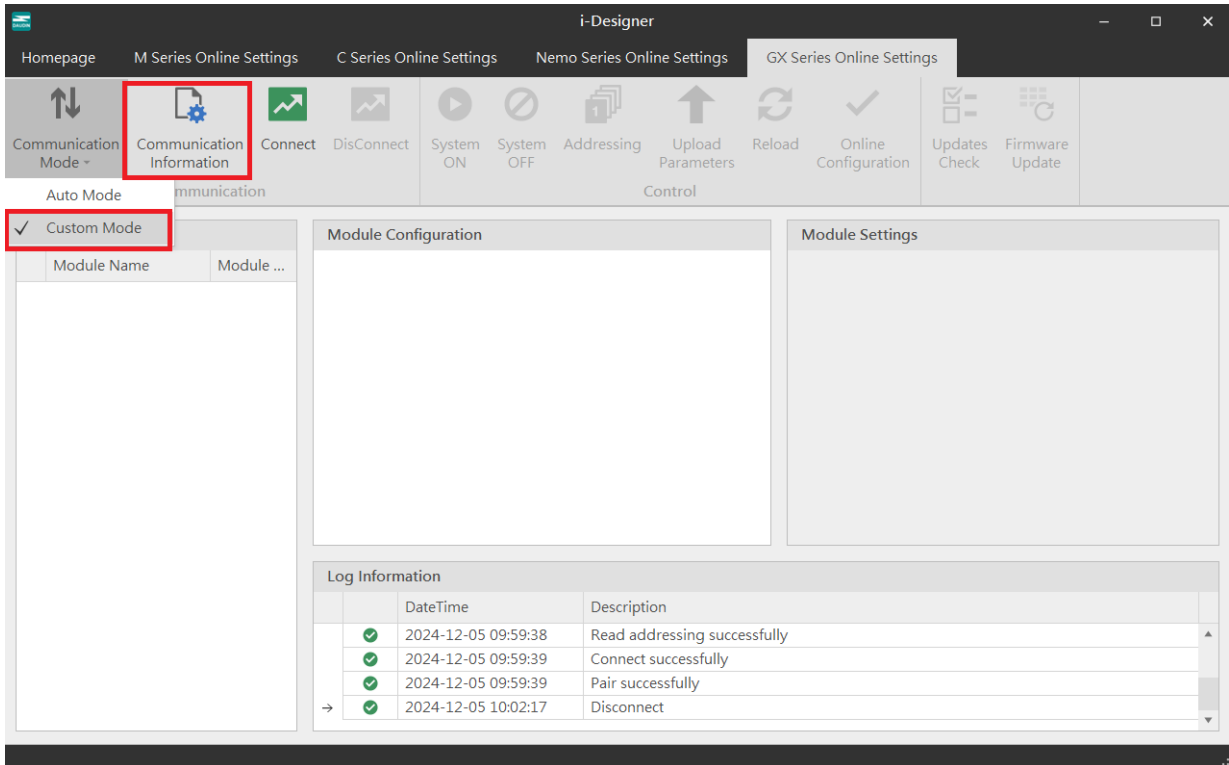 DAUDIN
i-Designer
Homepage M Series Online Settings C Series Online Settings Nemo Series Online Settings GX Series Online Settings
Communication Mode
Communication Information
Connect
DisConnect
System ON
System OFF
Addressing
Upload Parameters
Reload
Online Configuration
Updates Check
Firmware Update
mmunication
Control
Auto Mode
Custom Mode
Module Name Module ...
Module Configuration
Module Settings
Log Information
DateTime Description
2024-12-05 09:59:38 Read addressing successfully
2024-12-05 09:59:39 Connect successfully
2024-12-05 09:59:39 Pair successfully
2024-12-05 10:02:17 Disconnect